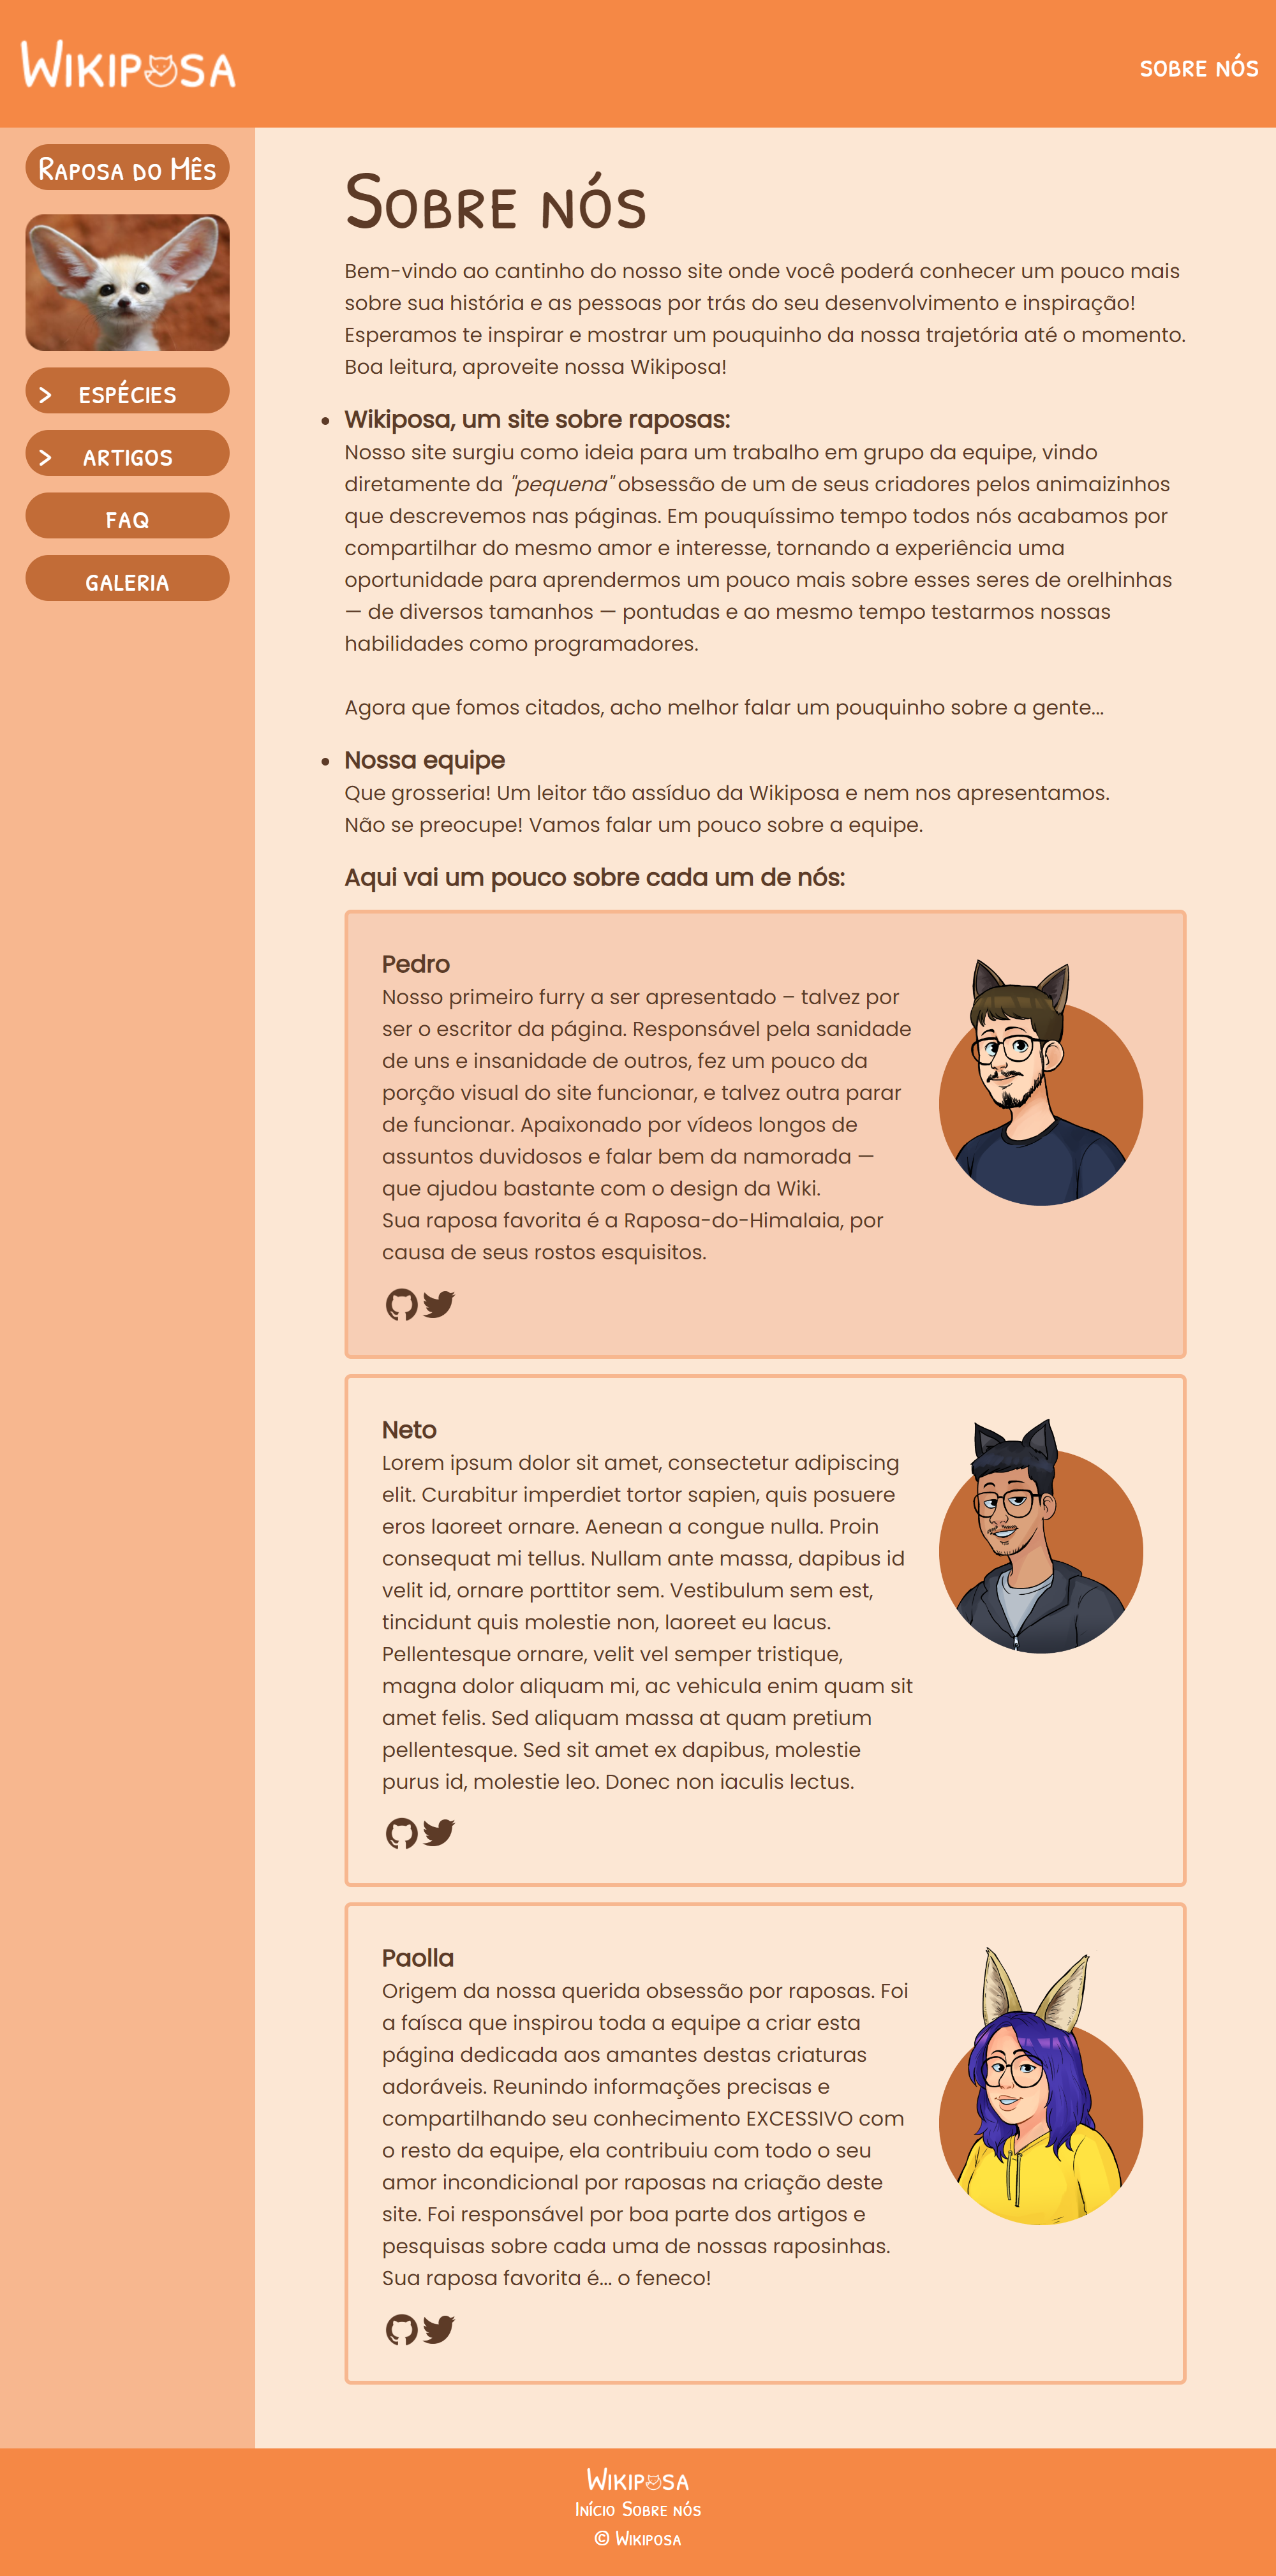 Wikiposa
sobre nós
Raposa do Mês
> espécies
> artigos
faq
galeria
Sobre nós
Bem-vindo ao cantinho do nosso site onde você poderá conhecer um pouco mais
sobre sua história e as pessoas por trás do seu desenvolvimento e inspiração!
Esperamos te inspirar e mostrar um pouquinho da nossa trajetória até o momento.
Boa leitura, aproveite nossa Wikiposa!
• Wikiposa, um site sobre raposas:
Nosso site surgiu como ideia para um trabalho em grupo da equipe, vindo
diretamente da "pequena" obsessão de um de seus criadores pelos animaizinhos
que descrevemos nas páginas. Em pouquíssimo tempo todos nós acabamos por
compartilhar do mesmo amor e interesse, tornando a experiência uma
oportunidade para aprendermos um pouco mais sobre esses seres de orelhinhas
— de diversos tamanhos — pontudas e ao mesmo tempo testarmos nossas
habilidades como programadores.
Agora que fomos citados, acho melhor falar um pouquinho sobre a gente...
• Nossa equipe
Que grosseria! Um leitor tão assíduo da Wikiposa e nem nos apresentamos.
Não se preocupe! Vamos falar um pouco sobre a equipe.
Aqui vai um pouco sobre cada um de nós:
Pedro
Nosso primeiro furry a ser apresentado – talvez por
ser o escritor da página. Responsável pela sanidade
de uns e insanidade de outros, fez um pouco da
porção visual do site funcionar, e talvez outra parar
de funcionar. Apaixonado por vídeos longos de
assuntos duvidosos e falar bem da namorada —
que ajudou bastante com o design da Wiki.
Sua raposa favorita é a Raposa-do-Himalaia, por
causa de seus rostos esquisitos.
Neto
Lorem ipsum dolor sit amet, consectetur adipiscing
elit. Curabitur imperdiet tortor sapien, quis posuere
eros laoreet ornare. Aenean a congue nulla. Proin
consequat mi tellus. Nullam ante massa, dapibus id
velit id, ornare porttitor sem. Vestibulum sem est,
tincidunt quis molestie non, laoreet eu lacus.
Pellentesque ornare, velit vel semper tristique,
magna dolor aliquam mi, ac vehicula enim quam sit
amet felis. Sed aliquam massa at quam pretium
pellentesque. Sed sit amet ex dapibus, molestie
purus id, molestie leo. Donec non iaculis lectus.
Paolla
Origem da nossa querida obsessão por raposas. Foi
a faísca que inspirou toda a equipe a criar esta
página dedicada aos amantes destas criaturas
adoráveis. Reunindo informações precisas e
compartilhando seu conhecimento EXCESSIVO com
o resto da equipe, ela contribuiu com todo o seu
amor incondicional por raposas na criação deste
site. Foi responsável por boa parte dos artigos e
pesquisas sobre cada uma de nossas raposinhas.
Sua raposa favorita é... o feneco!
Wikiposa
Início Sobre nós
© Wikiposa